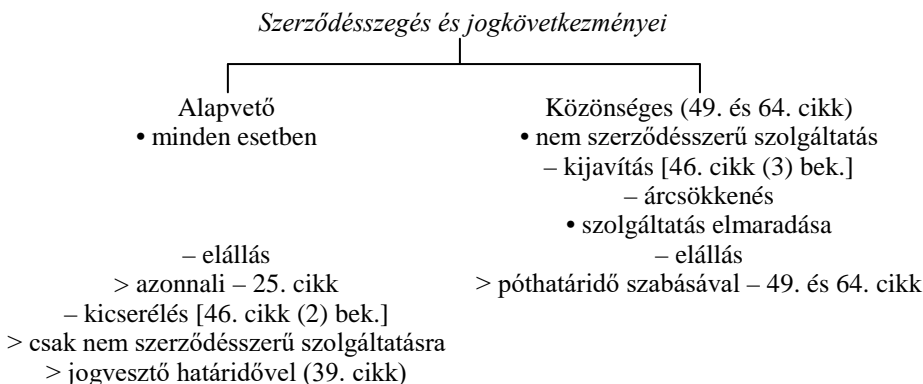 Szerződésszegés és jogkövetkezményei
Alapvető
• minden esetben
– elállás
> azonnali – 25. cikk
– kicserélés [46. cikk (2) bek.]
> csak nem szerződésszerű szolgáltatásra
> jogvesztő határidővel (39. cikk)
Közönséges (49. és 64. cikk)
• nem szerződésszerű szolgáltatás
– kijavítás [46. cikk (3) bek.]
– árcsökkenés
• szolgáltatás elmaradása
– elállás
> póthatáridő szabásával – 49. és 64. cikk